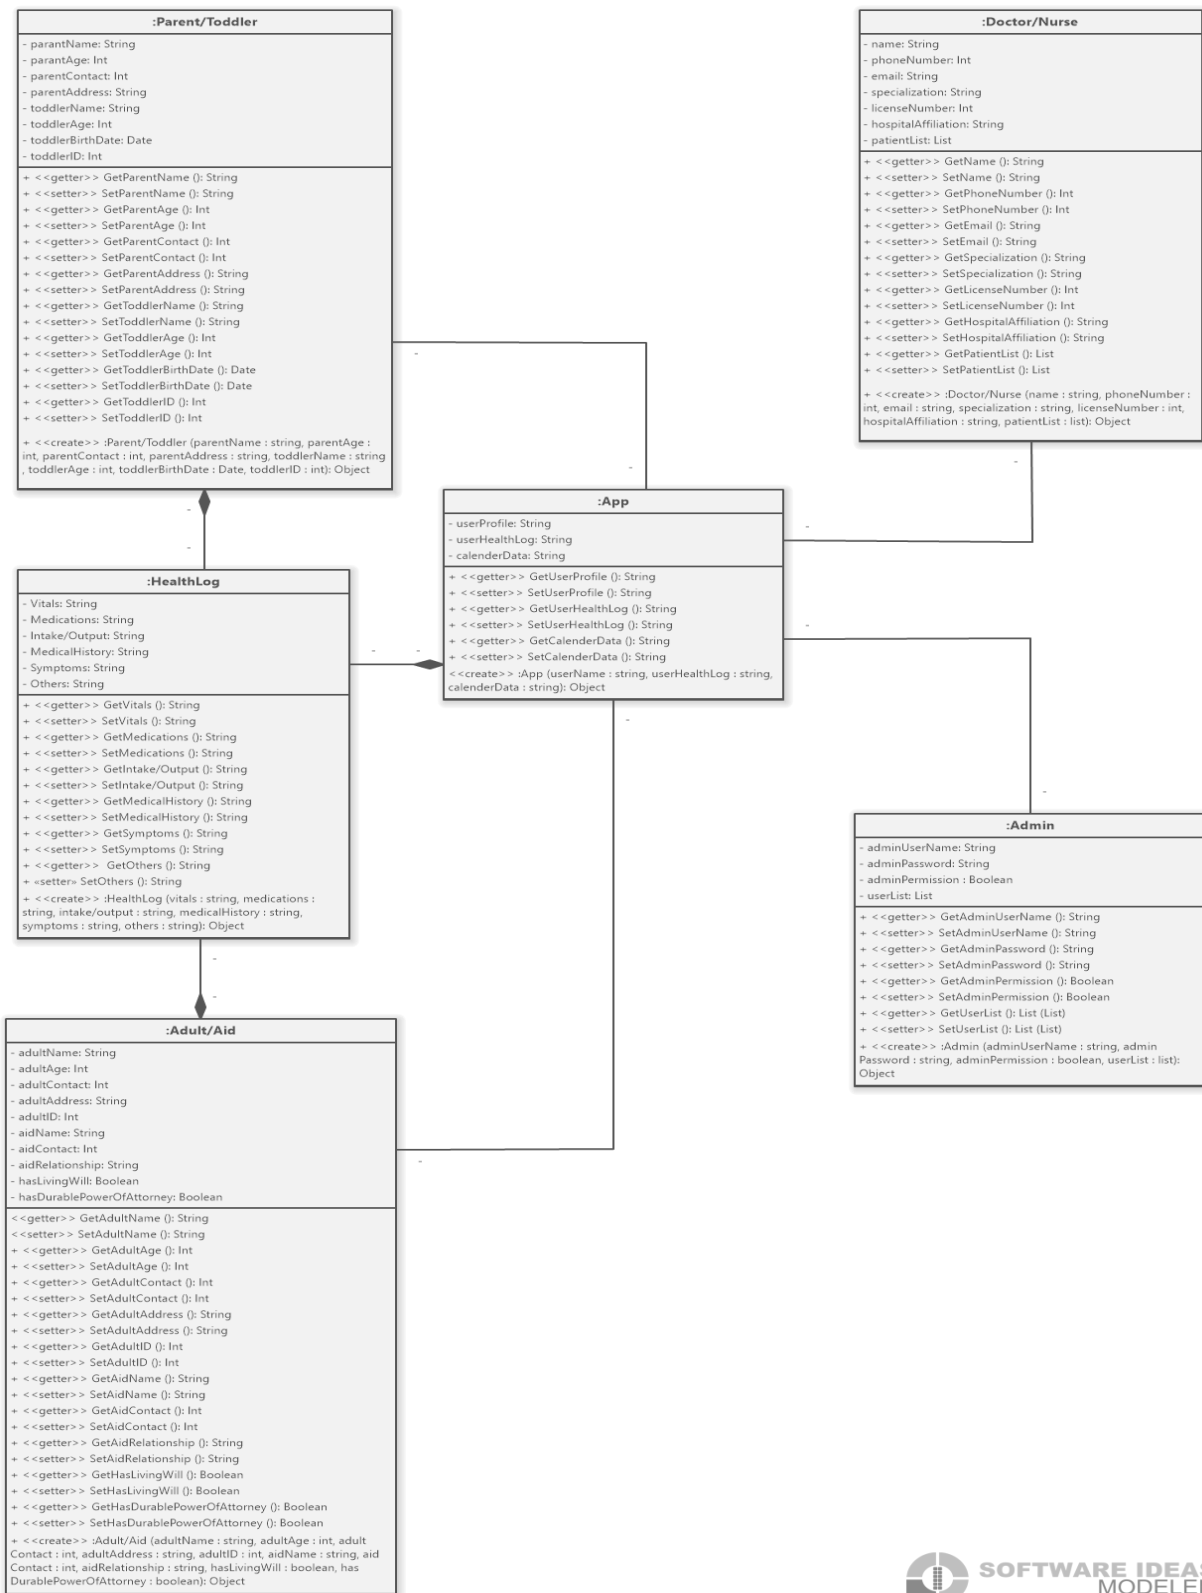 :Parent/Toddler
- parantName: String
- parantAge: Int
- parentContact: Int
- parentAddress: String
- toddlerName: String
- toddlerAge: Int
- toddlerBirthDate: Date
- toddlerID: Int
+ <<getter>> GetParentName (): String
+ <<setter>> SetParentName (): String
+ <<getter>> GetParentAge (): Int
+ <<setter>> SetParentAge (): Int
+ <<getter>> GetParentContact (): Int
+ <<setter>> SetParentContact (): Int
+ <<getter>> GetParentAddress (): String
+ <<setter>> SetParentAddress (): String
+ <<getter>> GetToddlerName (): String
+ <<setter>> SetToddlerName (): String
+ <<getter>> GetToddlerAge (): Int
+ <<setter>> SetToddlerAge (): Int
+ <<getter>> GetToddlerBirthDate (): Date
+ <<setter>> SetToddlerBirthDate (): Date
+ <<getter>> GetToddlerID (): Int
+ <<setter>> SetToddlerID (): Int
+ <<create>> :Parent/Toddler (parentName : string, parentAge :
int, parentContact : int, parentAddress : string, toddlerName : string
, toddlerAge : int, toddlerBirthDate : Date, toddlerID : int): Object
:Doctor/Nurse
- name: String
- phoneNumber: Int
- email: String
- specialization: String
- licenseNumber: Int
- hospitalAffiliation: String
- patientList: List
+ <<getter>> GetName (): String
+ <<setter>> SetName (): String
+ <<getter>> GetPhoneNumber (): Int
+ <<setter>> SetPhoneNumber (): Int
+ <<getter>> GetEmail (): String
+ <<setter>> SetEmail (): String
+ <<getter>> GetSpecialization (): String
+ <<setter>> SetSpecialization (): String
+ <<getter>> GetLicenseNumber (): Int
+ <<setter>> SetLicenseNumber (): Int
+ <<getter>> GetHospitalAffiliation (): String
+ <<setter>> SetHospitalAffiliation (): String
+ <<getter>> GetPatientList (): List
+ <<setter>> SetPatientList (): List
+ <<create>> :Doctor/Nurse (name : string, phoneNumber :
int, email : string, specialization : string, licenseNumber : int,
hospitalAffiliation : string, patientList : list): Object
:App
- userProfile: String
- userHealthLog: String
- calenderData: String
+ <<getter>> GetUserProfile (): String
+ <<setter>> SetUserProfile (): String
+ <<getter>> GetUserHealthLog (): String
+ <<setter>> SetUserHealthLog (): String
+ <<getter>> GetCalenderData (): String
+ <<setter>> SetCalenderData (): String
<<create>> :App (userName : string, userHealthLog : string,
calenderData : string): Object
:HealthLog
- Vitals: String
- Medications: String
- Intake/Output: String
- MedicalHistory: String
- Symptoms: String
- Others: String
+ <<getter>> GetVitals (): String
+ <<setter>> SetVitals (): String
+ <<getter>> GetMedications (): String
+ <<setter>> SetMedications (): String
+ <<getter>> GetIntake/Output (): String
+ <<setter>> SetIntake/Output (): String
+ <<getter>> GetMedicalHistory (): String
+ <<setter>> SetMedicalHistory (): String
+ <<getter>> GetSymptoms (): String
+ <<setter>> SetSymptoms (): String
+ <<getter>> GetOthers (): String
+ «setter» SetOthers (): String
+ <<create>> :HealthLog (vitals : string, medications :
string, intake/output : string, medicalHistory : string,
symptoms : string, others : string): Object
:Admin
- adminUserName: String
- adminPassword: String
- adminPermission : Boolean
- userList: List
+ <<getter>> GetAdminUserName (): String
+ <<setter>> SetAdminUserName (): String
+ <<getter>> GetAdminPassword (): String
+ <<setter>> SetAdminPassword (): String
+ <<getter>> GetAdminPermission (): Boolean
+ <<setter>> SetAdminPermission (): Boolean
+ <<getter>> GetUserList (): List (List)
+ <<setter>> SetUserList (): List (List)
+ <<create>> :Admin (adminUserName : string, admin
Password : string, adminPermission : boolean, userList : list):
Object
:Adult/Aid
- adultName: String
- adultAge: Int
- adultContact: Int
- adultAddress: String
- adultID: Int
- aidName: String
- aidContact: Int
- aidRelationship: String
- hasLivingWill: Boolean
- hasDurablePowerOfAttorney: Boolean
<<getter>> GetAdultName (): String
<<setter>> SetAdultName (): String
+ <<getter>> GetAdultAge (): Int
+ <<setter>> SetAdultAge (): Int
+ <<getter>> GetAdultContact (): Int
+ <<setter>> SetAdultContact (): Int
+ <<getter>> GetAdultAddress (): String
+ <<setter>> SetAdultAddress (): String
+ <<getter>> GetAdultID (): Int
+ <<setter>> SetAdultID (): Int
+ <<getter>> GetAidName (): String
+ <<setter>> SetAidName (): String
+ <<getter>> GetAidContact (): Int
+ <<setter>> SetAidContact (): Int
+ <<getter>> GetAidRelationship (): String
+ <<setter>> SetAidRelationship (): String
+ <<getter>> GetHasLivingWill (): Boolean
+ <<setter>> SetHasLivingWill (): Boolean
+ <<getter>> GetHasDurablePowerOfAttorney (): Boolean
+ <<setter>> SetHasDurablePowerOfAttorney (): Boolean
+ <<create>> :Adult/Aid (adultName : string, adultAge : int, adult
Contact : int, adultAddress : string, adultID : int, aidName : string, aid
Contact : int, aidRelationship : string, hasLivingWill : boolean, has
DurablePowerOfAttorney : boolean): Object
SOFTWARE IDEAS
MODELER